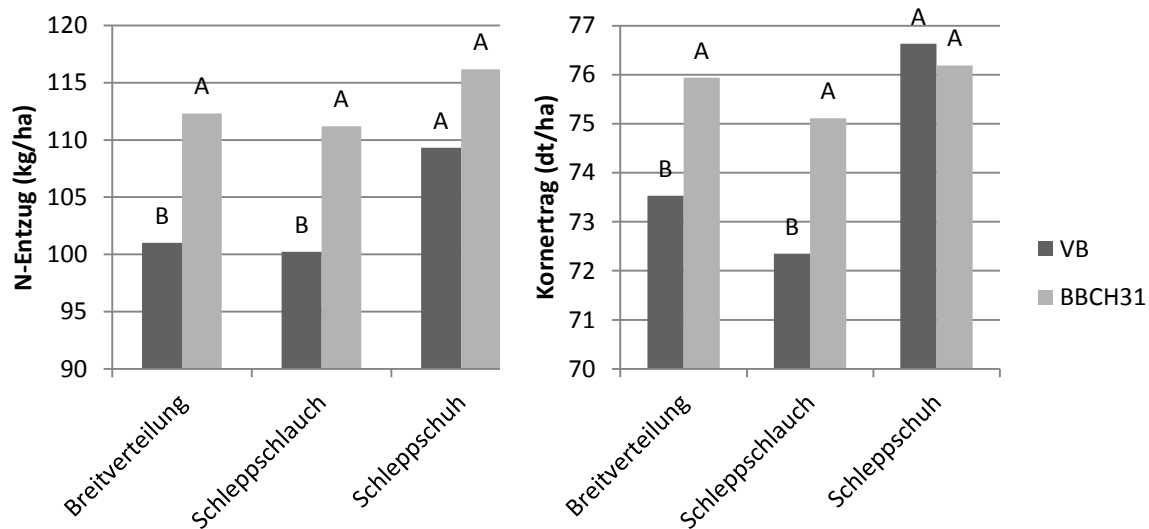 N-Entzug (kg/ha)
120
115
110
105
100
95
90
B
A
B
A
A
A
Breitverteilung
Schleppschlauch
Schleppschuh
Kornertrag (dt/ha)
77
76
75
74
73
72
71
70
B
A
B
A
A
A
Breitverteilung
Schleppschlauch
Schleppschuh
VB
BBCH31